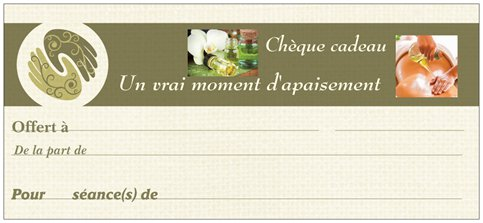 Chèque cadeau
Un vrai moment d'apaisement
Offert à
De la part de
Pour séance(s) de